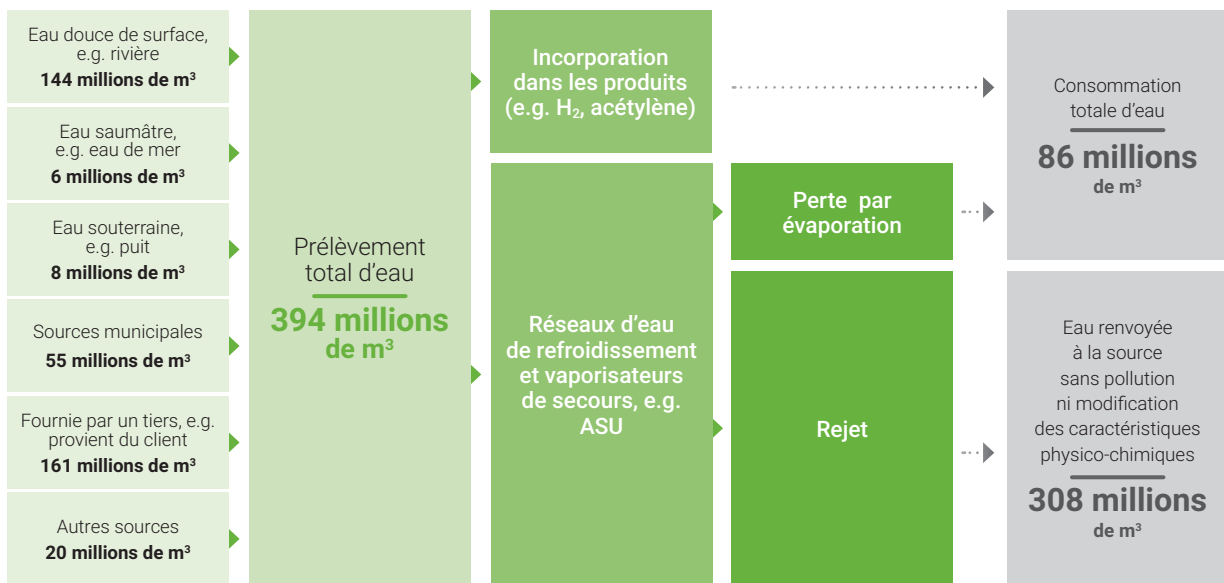 Eau douce de surface,
e.g. rivière
144 millions de m³
Eau saumâtre,
e.g. eau de mer
6 millions de m³
Eau souterraine,
e.g. puit
8 millions de m³
Sources municipales
55 millions de m³
Fournie par un tiers, e.g.
provient du client
161 millions de m³
Autres sources
20 millions de m³
Prélèvement
total d'eau
394 millions
de m³
Incorporation
dans les produits
(e.g. H₂, acétylène)
Réseaux d'eau
de refroidissement
et vaporisateurs
de secours, e.g.
ASU
Perte par
évaporation
Rejet
Consommation
totale d'eau
86 millions
de m³
Eau renvoyée
à la source
sans pollution
ni modification
des caractéristiques
physico-chimiques
308 millions
de m³